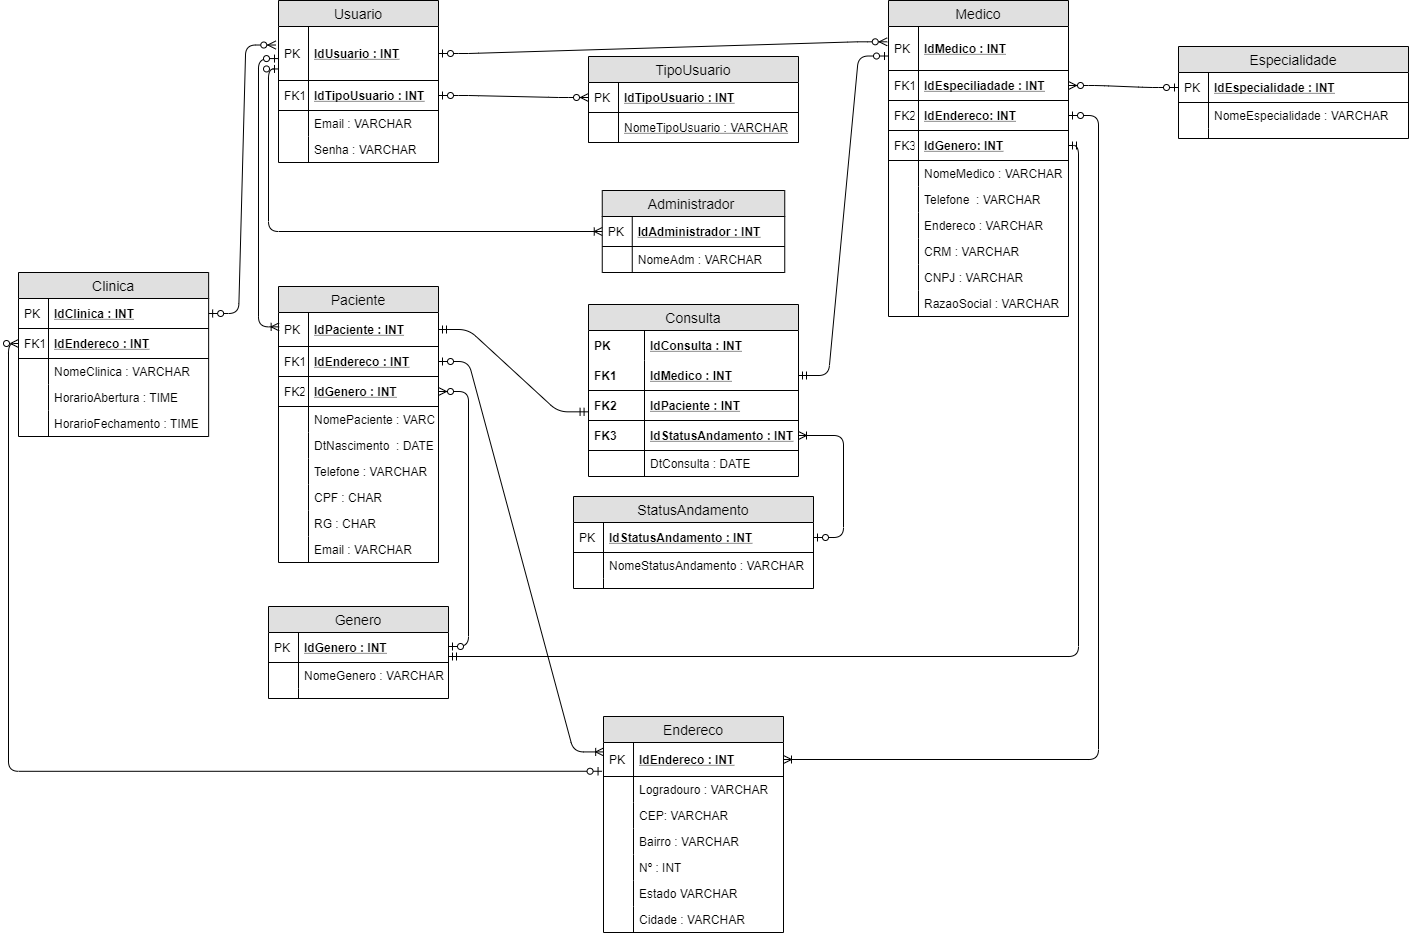 Usuario
PK IdUsuario : INT
FK1 IdTipoUsuario : INT
Email : VARCHAR
Senha : VARCHAR
TipoUsuario
PK IdTipoUsuario : INT
NomeTipoUsuario : VARCHAR
Medico
PK IdMedico : INT
FK1 IdEspeciliadade : INT
FK2 IdEndereco: INT
FK3 IdGenero: INT
NomeMedico : VARCHAR
Telefone : VARCHAR
Endereco : VARCHAR
CRM : VARCHAR
CNPJ : VARCHAR
RazaoSocial : VARCHAR
Especialidade
PK IdEspecialidade : INT
NomeEspecialidade : VARCHAR
Administrador
PK IdAdministrador : INT
NomeAdm : VARCHAR
Clinica
PK IdClinica : INT
FK1 IdEndereco : INT
NomeClinica : VARCHAR
HorarioAbertura : TIME
HorarioFechamento : TIME
Paciente
PK IdPaciente : INT
FK1 IdEndereco : INT
FK2 IdGenero : INT
NomePaciente : VARC
DtNascimento : DATE
Telefone : VARCHAR
CPF : CHAR
RG : CHAR
Email : VARCHAR
Consulta
PK IdConsulta : INT
FK1 IdMedico : INT
FK2 IdPaciente : INT
FK3 IdStatusAndamento : INT
DtConsulta : DATE
StatusAndamento
PK IdStatusAndamento : INT
NomeStatusAndamento : VARCHAR
Genero
PK IdGenero : INT
NomeGenero : VARCHAR
Endereco
PK IdEndereco : INT
Logradouro : VARCHAR
CEP: VARCHAR
Bairro : VARCHAR
Nº : INT
Estado VARCHAR
Cidade : VARCHAR